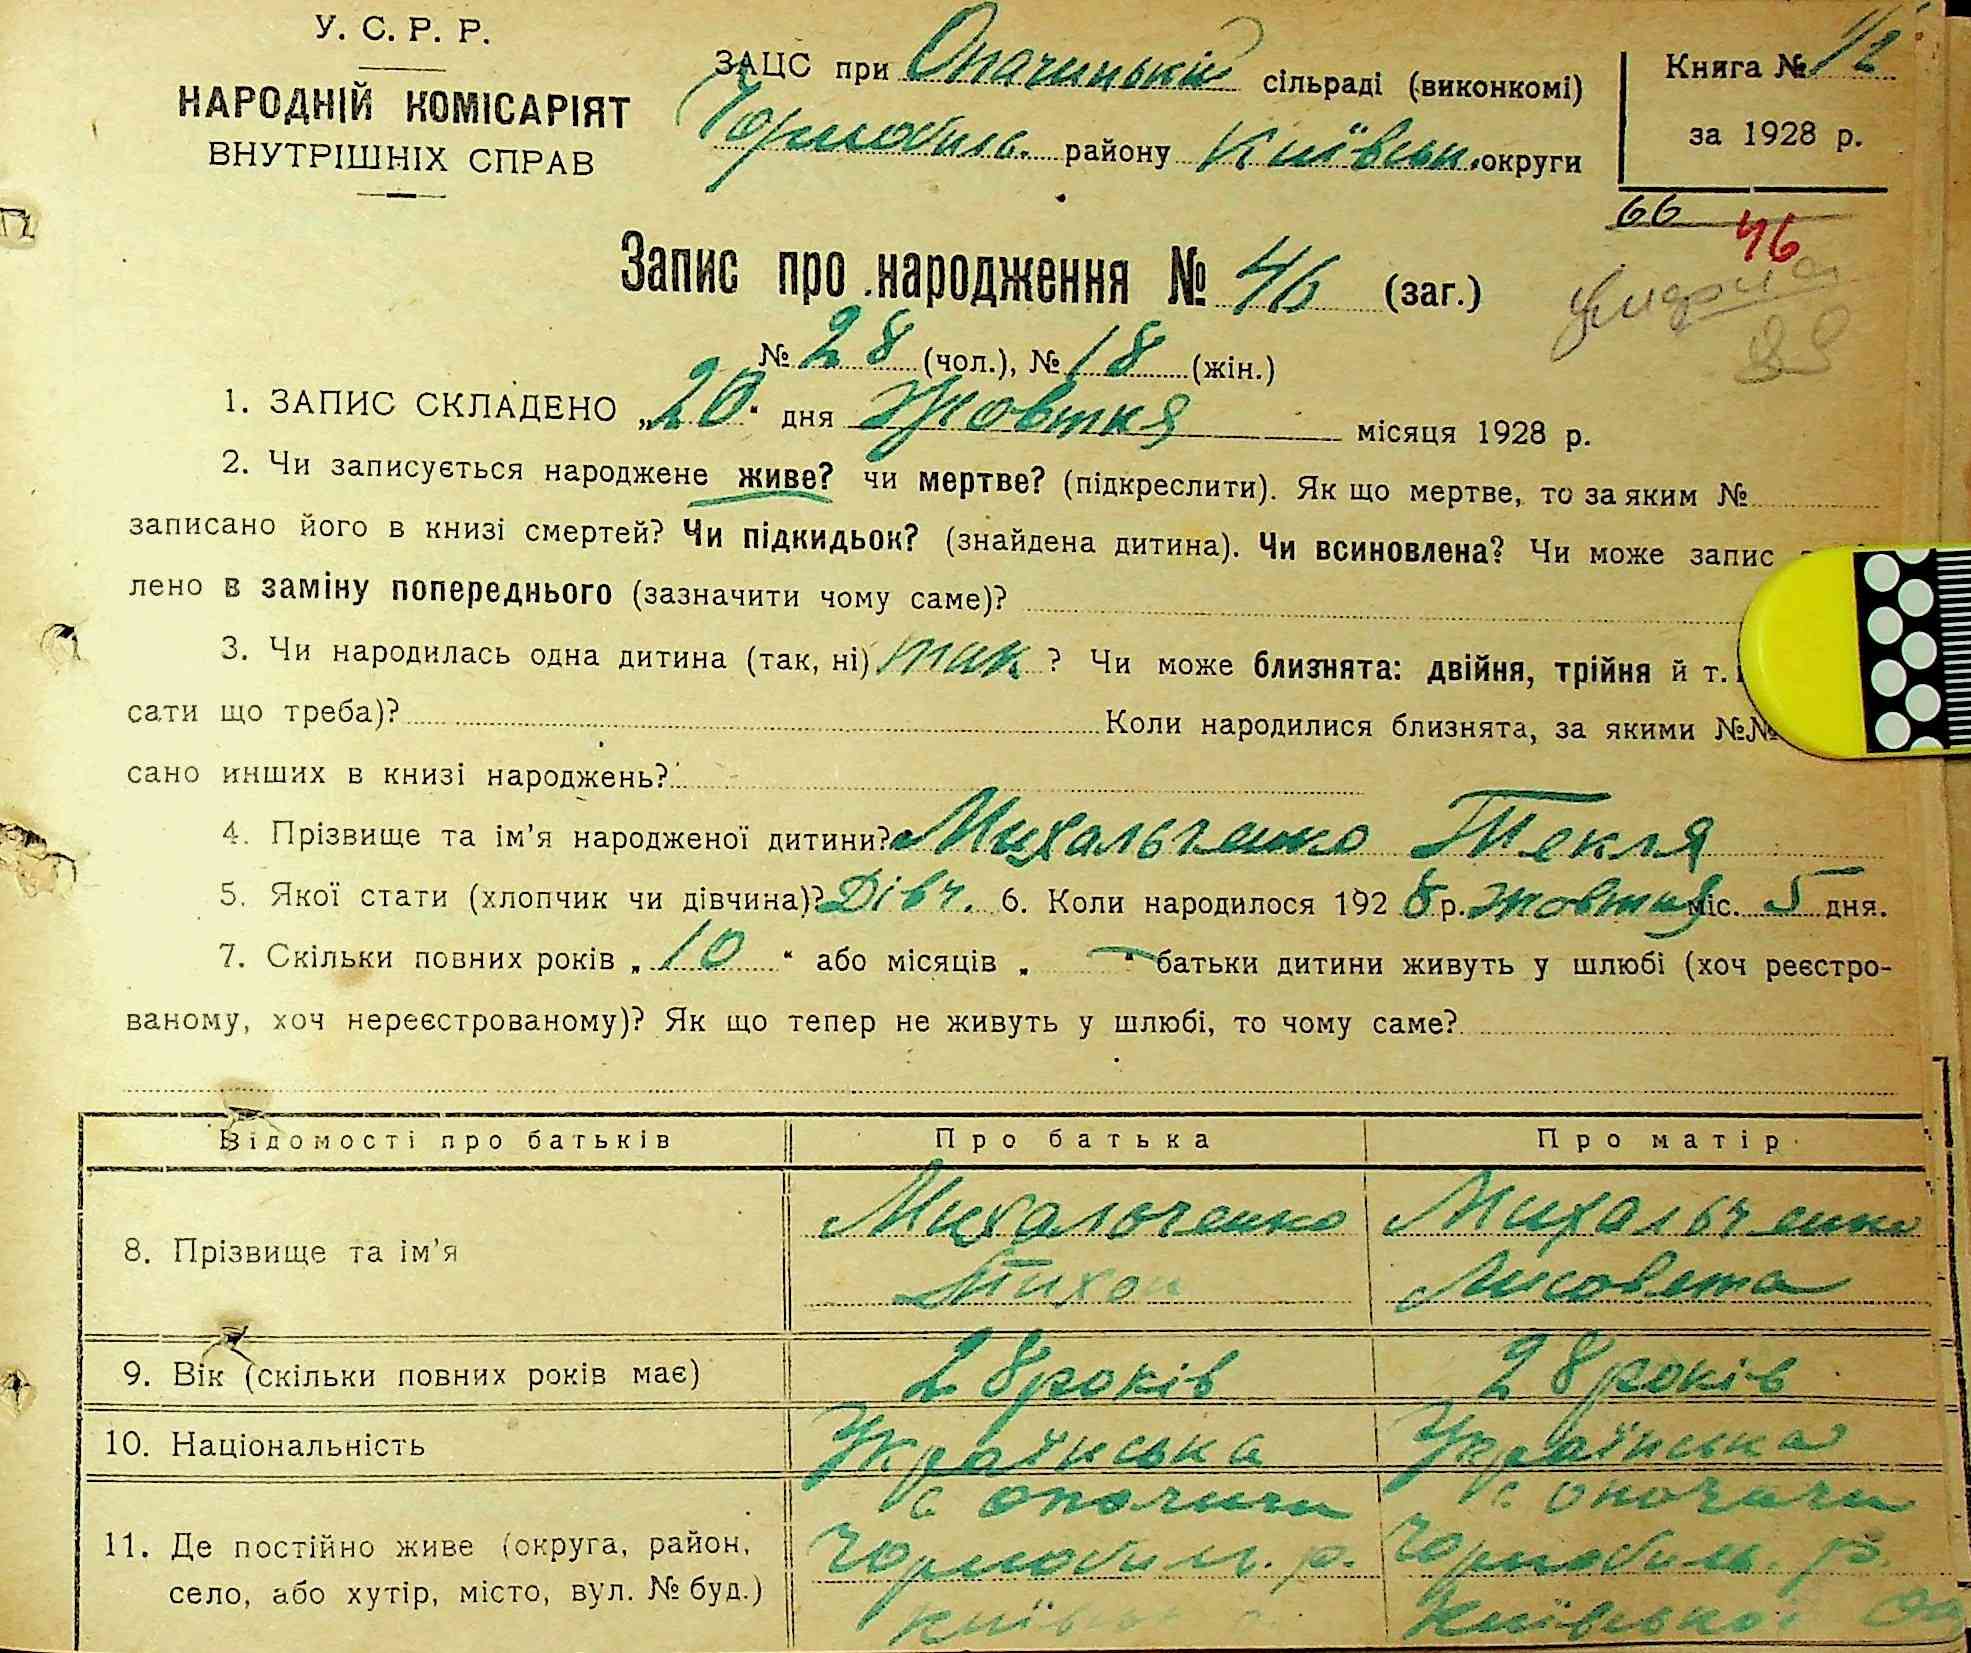 У. С. Р. Р.
НАРОДНІЙ КОМІСАРІЯТ
ВНУТРІШНІХ СПРАВ
ЗАЦС при Опачицькій сільраді (виконкомі)
Чорнобиль. району Київськ. округи
Книга № 1/2
за 1928 р.
66
46
Запис про народження № 46 (заг.)
№ 28 (чол.), № 18 (жін.)
1. ЗАПИС СКЛАДЕНО „20" дня жовтня місяця 1928 р.
2. Чи записується народжене живе? чи мертве? (підкреслити). Як що мертве, то за яким №
записано його в книзі смертей? Чи підкидьок? (знайдена дитина). Чи всиновлена? Чи може запис
лено в заміну попереднього (зазначити чому саме)?
3. Чи народилась одна дитина (так, ні) так ? Чи може близнята: двійня, трійня й т.
сати що треба)? Коли народилися близнята, за якими №№
сано инших в книзі народжень?
4. Прізвище та ім'я народженої дитини? Михальченко Текля
5. Якої стати (хлопчик чи дівчина)? Дівч. 6. Коли народилося 1928 р. жовтня міс. 5 дня.
7. Скільки повних років „ 10 " або місяців „ " батьки дитини живуть у шлюбі (хоч реєстро-
ваному, хоч нереєстрованому)? Як що тепер не живуть у шлюбі, то чому саме?
Відомості про батьків Про батька Про матір
8. Прізвище та ім'я Михальченко Тихон Михальченко Лисовета
9. Вік (скільки повних років має) 28 років 28 років
10. Національність Українська Українська
11. Де постійно живе (округа, район,
село, або хутір, місто, вул. № буд.)
с опачичи с. опачичи
Чорнобиль. р. Чорнобиль. р.
Київськ Київської